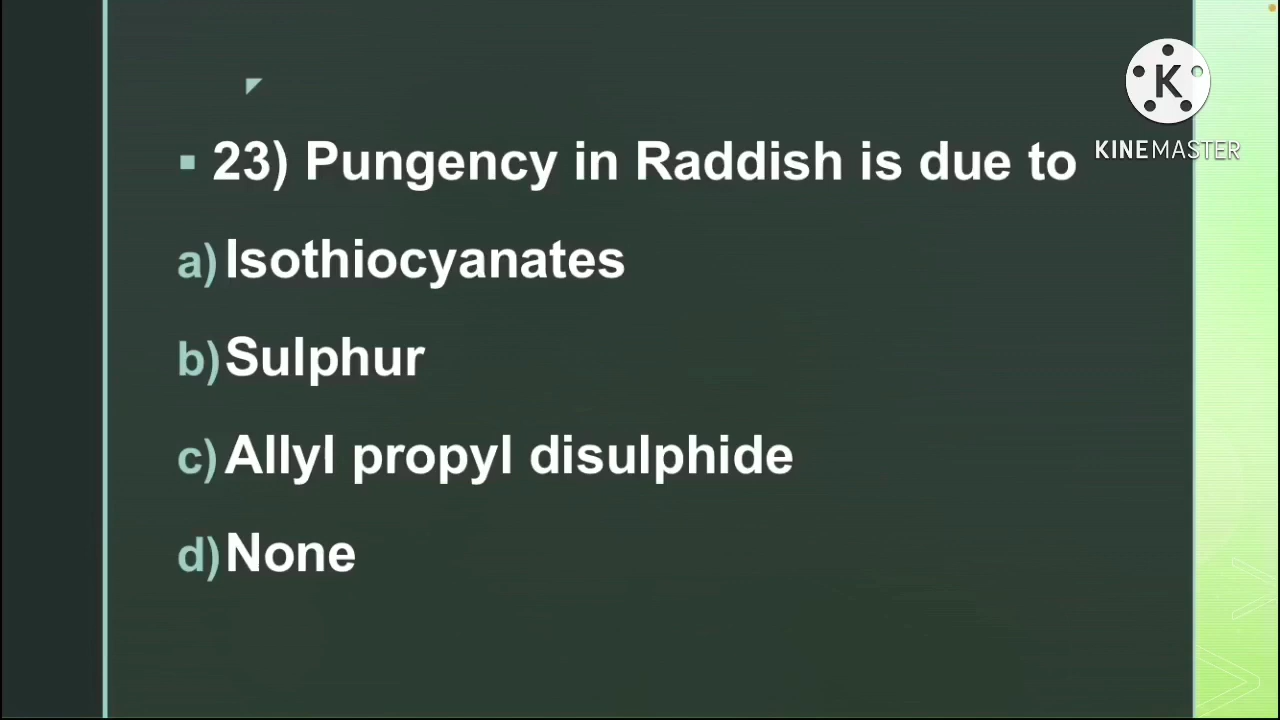 K
KINEMASTER
23) Pungency in Raddish is due to
a) Isothiocyanates
b) Sulphur
c) Allyl propyl disulphide
d) None